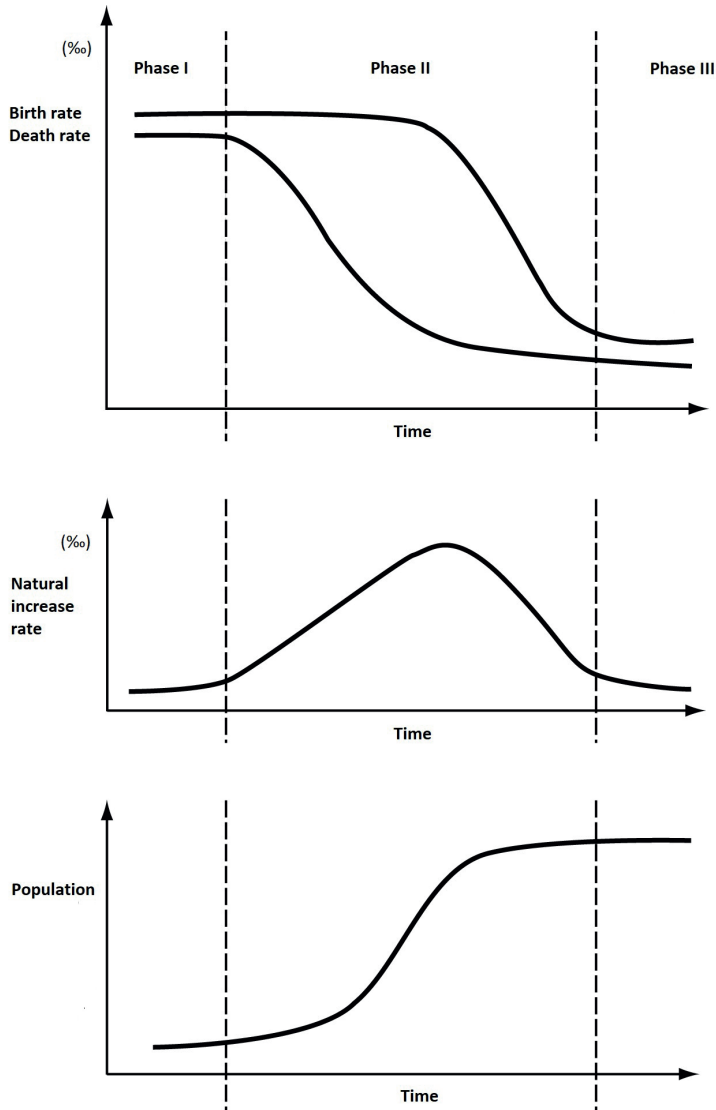 (‰)
Phase I
Phase II
Phase III
Birth rate
Death rate
Time
(‰)
Natural
increase
rate
Time
Population
Time